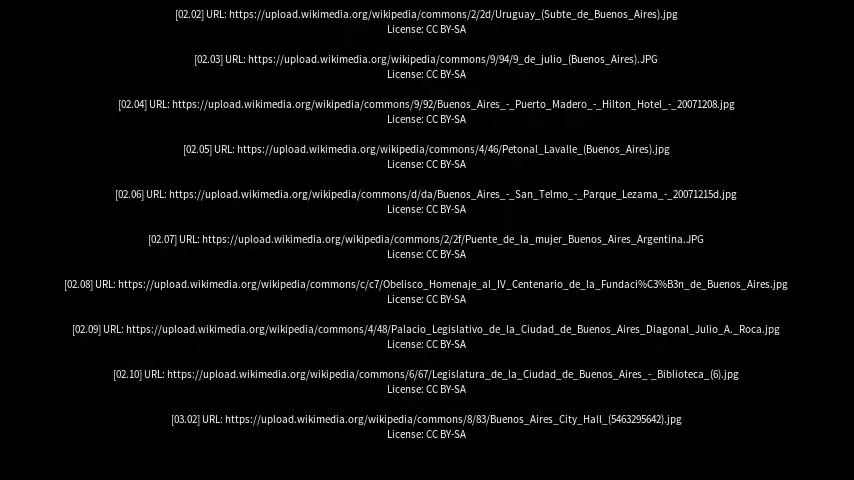 [02.02] URL: https://upload.wikimedia.org/wikipedia/commons/2/2d/Uruguay_(Subte_de_Buenos_Aires).jpg
License: CC BY-SA
[02.03] URL: https://upload.wikimedia.org/wikipedia/commons/9/94/9_de_julio_(Buenos_Aires).JPG
License: CC BY-SA
[02.04] URL: https://upload.wikimedia.org/wikipedia/commons/9/92/Buenos_Aires_-_Puerto_Madero_-_Hilton_Hotel_-_20071208.jpg
License: CC BY-SA
[02.05] URL: https://upload.wikimedia.org/wikipedia/commons/4/46/Petonal_Lavalle_(Buenos_Aires).jpg
License: CC BY-SA
[02.06] URL: https://upload.wikimedia.org/wikipedia/commons/d/da/Buenos_Aires_-_San_Telmo_-_Parque_Lezama_-_20071215d.jpg
License: CC BY-SA
[02.07] URL: https://upload.wikimedia.org/wikipedia/commons/2/2f/Puente_de_la_mujer_Buenos_Aires_Argentina.JPG
License: CC BY-SA
[02.08] URL: https://upload.wikimedia.org/wikipedia/commons/c/c7/Obelisco_Homenaje_al_IV_Centenario_de_la_Fundaci%C3%B3n_de_Buenos_Aires.jpg
License: CC BY-SA
[02.09] URL: https://upload.wikimedia.org/wikipedia/commons/4/48/Palacio_Legislativo_de_la_Ciudad_de_Buenos_Aires_Diagonal_Julio_A._Roca.jpg
License: CC BY-SA
[02.10] URL: https://upload.wikimedia.org/wikipedia/commons/6/67/Legislatura_de_la_Ciudad_de_Buenos_Aires_-_Biblioteca_(6).jpg
License: CC BY-SA
[03.02] URL: https://upload.wikimedia.org/wikipedia/commons/8/83/Buenos_Aires_City_Hall_(5463295642).jpg
License: CC BY-SA